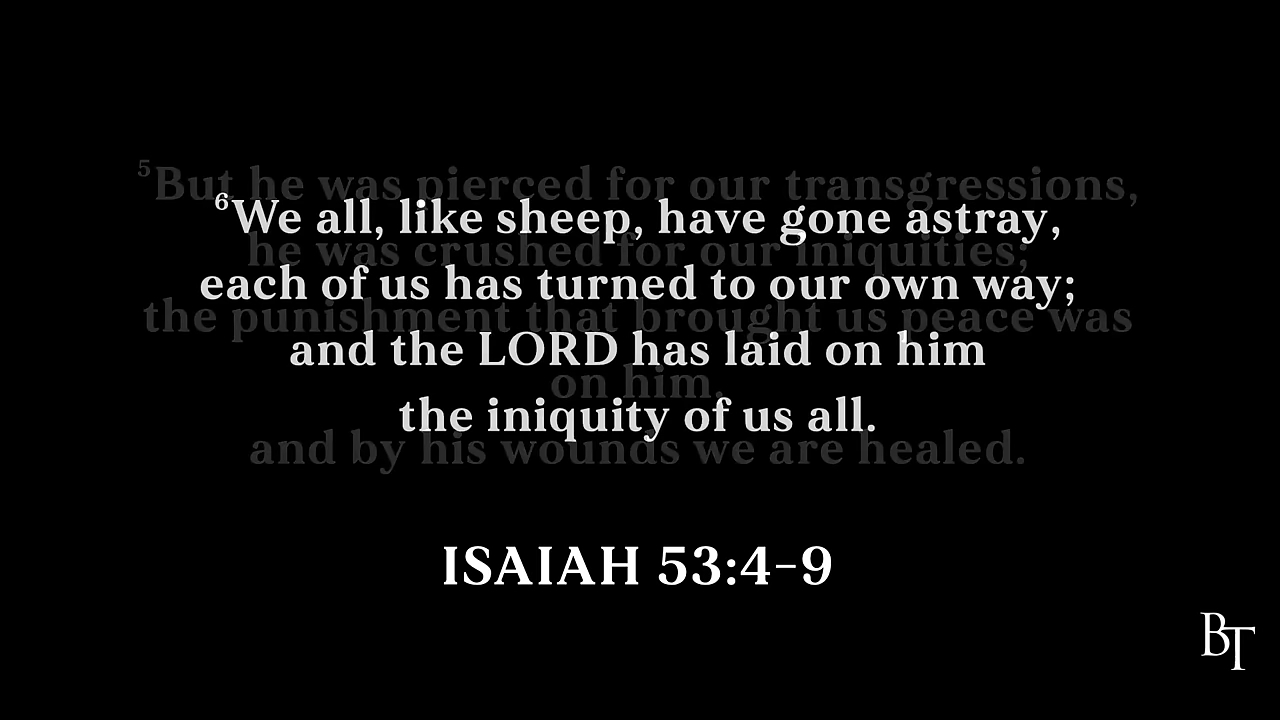 ⁵But he was pierced for our transgressions,
⁶We all, like sheep, have gone astray,
he was crushed for our iniquities;
each of us has turned to our own way;
the punishment that brought us peace was
and the LORD has laid on him
on him,
the iniquity of us all.
and by his wounds we are healed.
ISAIAH 53:4-9
BT